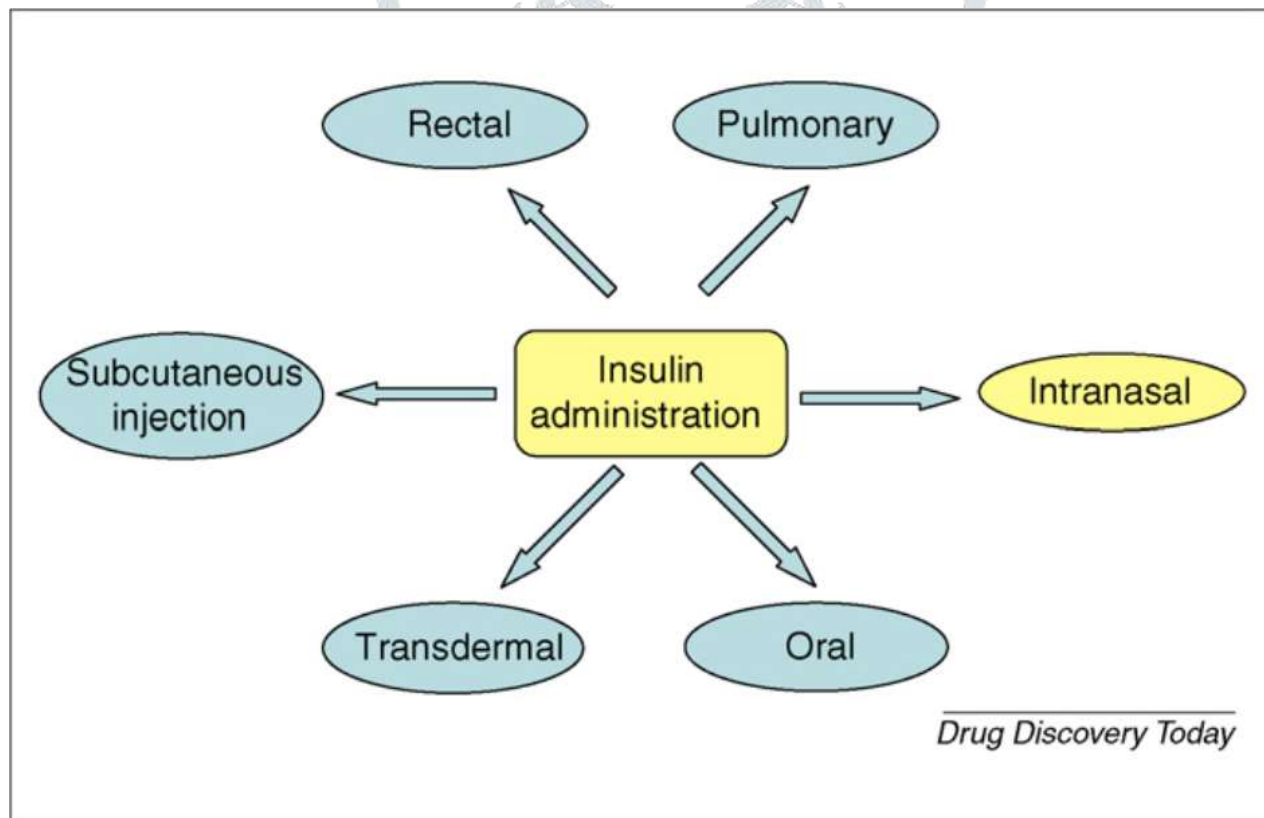 Rectal
Pulmonary
Subcutaneous
injection
Insulin
administration
Intranasal
Transdermal
Oral
Drug Discovery Today